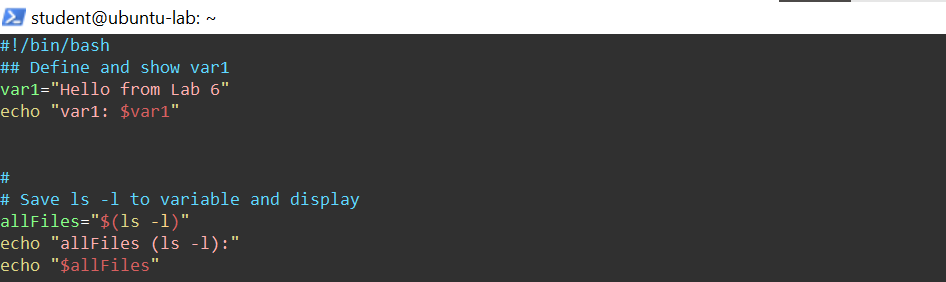 student@ubuntu-lab: ~
#!/bin/bash
## Define and show var1
var1="Hello from Lab 6"
echo "var1: $var1"
#
# Save ls -l to variable and display
allFiles="$(ls -l)"
echo "allFiles (ls -l):"
echo "$allFiles"